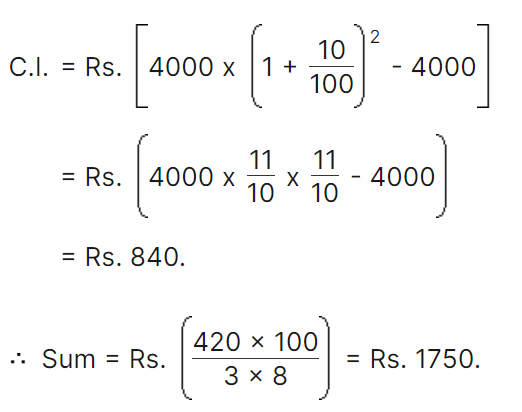 C.I. = Rs. [4000 x (1 + 10/100)² - 4000]
= Rs. (4000 x 11/10 x 11/10 - 4000)
= Rs. 840.
∴ Sum = Rs. (420 × 100 / 3 × 8) = Rs. 1750.